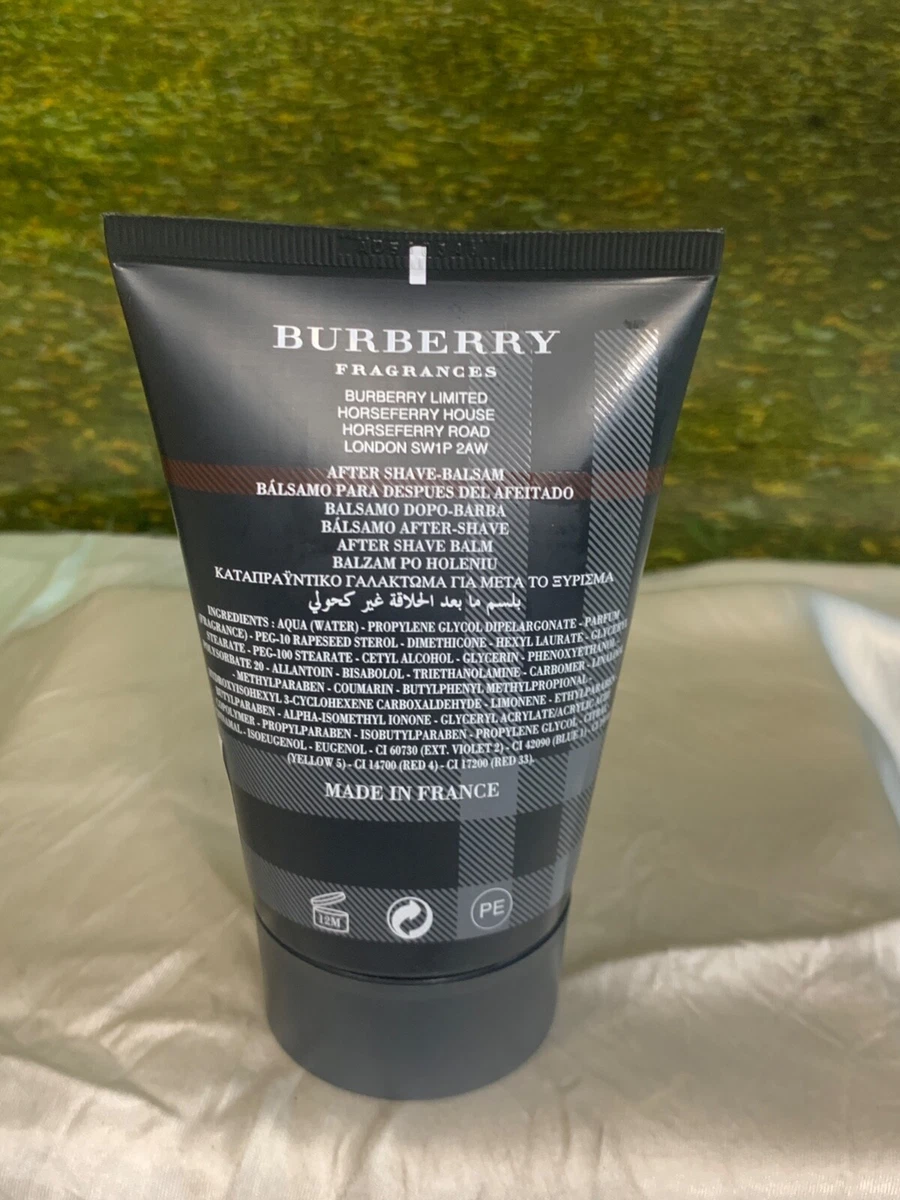 BURBERRY
FRAGRANCES
BURBERRY LIMITED
HORSEFERRY HOUSE
HORSEFERRY ROAD
LONDON SW1P 2AW
AFTER SHAVE-BALSAM
BÁLSAMO PARA DESPUES DEL AFEITADO
BALSAMO DOPO-BARBA
BÁLSAMO AFTER-SHAVE
AFTER SHAVE BALM
BALZAM PO HOLENIU
ΚΑΤΑΠΡΑΫΝΤΙΚΟ ΓΑΛΑΚΤΩΜΑ ΓΙΑ ΜΕΤΑ ΤΟ ΞΥΡΙΣΜΑ
بلسم ما بعد الحلاقة غير كحولي
INGREDIENTS : AQUA (WATER) - PROPYLENE GLYCOL DIPELARGONATE - PARFUM
(FRAGRANCE) - PEG-10 RAPESEED STEROL - DIMETHICONE - HEXYL LAURATE - GLYCERYL
STEARATE - PEG-100 STEARATE - CETYL ALCOHOL - GLYCERIN - PHENOXYETHANOL -
POLYSORBATE 20 - ALLANTOIN - BISABOLOL - TRIETHANOLAMINE - CARBOMER - LINALOOL
- METHYLPARABEN - COUMARIN - BUTYLPHENYL METHYLPROPIONAL -
HYDROXYISOHEXYL 3-CYCLOHEXENE CARBOXALDEHYDE - LIMONENE - ETHYLPARABEN
BUTYLPARABEN - ALPHA-ISOMETHYL IONONE - GLYCERYL ACRYLATE/ACRYLIC ACID
COPOLYMER - PROPYLPARABEN - ISOBUTYLPARABEN - PROPYLENE GLYCOL -
- ISOEUGENOL - EUGENOL - CI 60730 (EXT. VIOLET 2) - CI 42090 (BLUE 1) -
(YELLOW 5) - CI 14700 (RED 4) - CI 17200 (RED 33).
MADE IN FRANCE
12M
PE